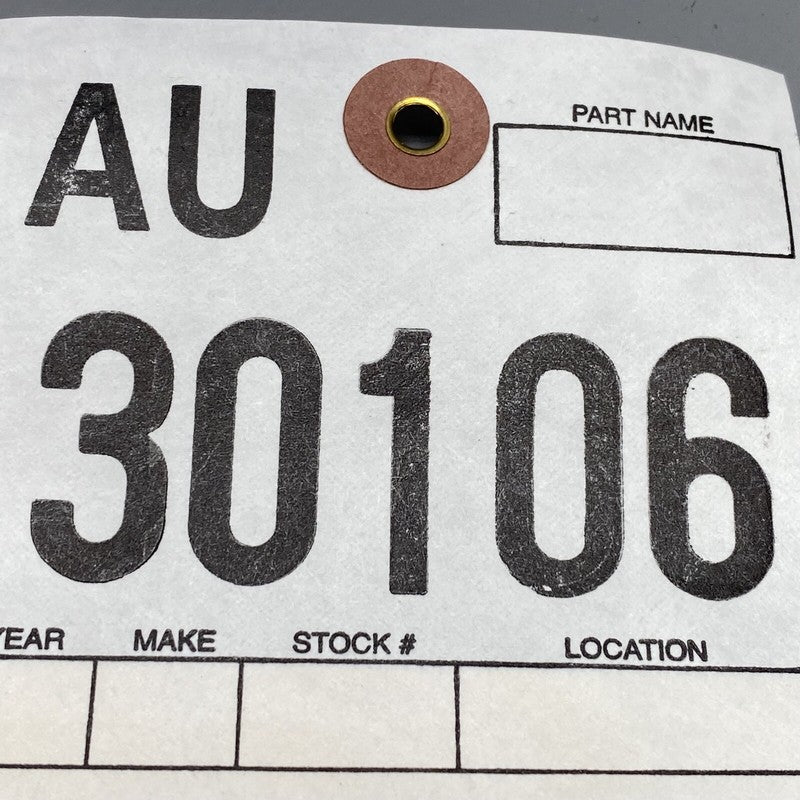 AU
PART NAME
30106
YEAR MAKE STOCK # LOCATION